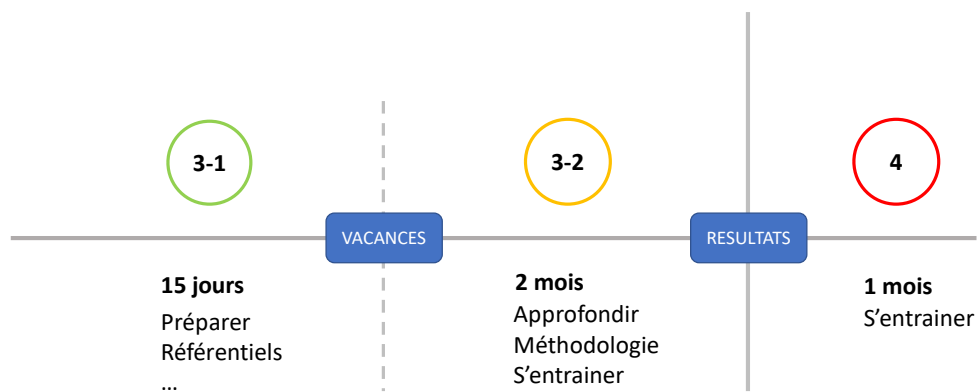 3-1
3-2
4
VACANCES
RESULTATS
15 jours
Préparer
Référentiels
...
2 mois
Approfondir
Méthodologie
S'entrainer
1 mois
S'entrainer